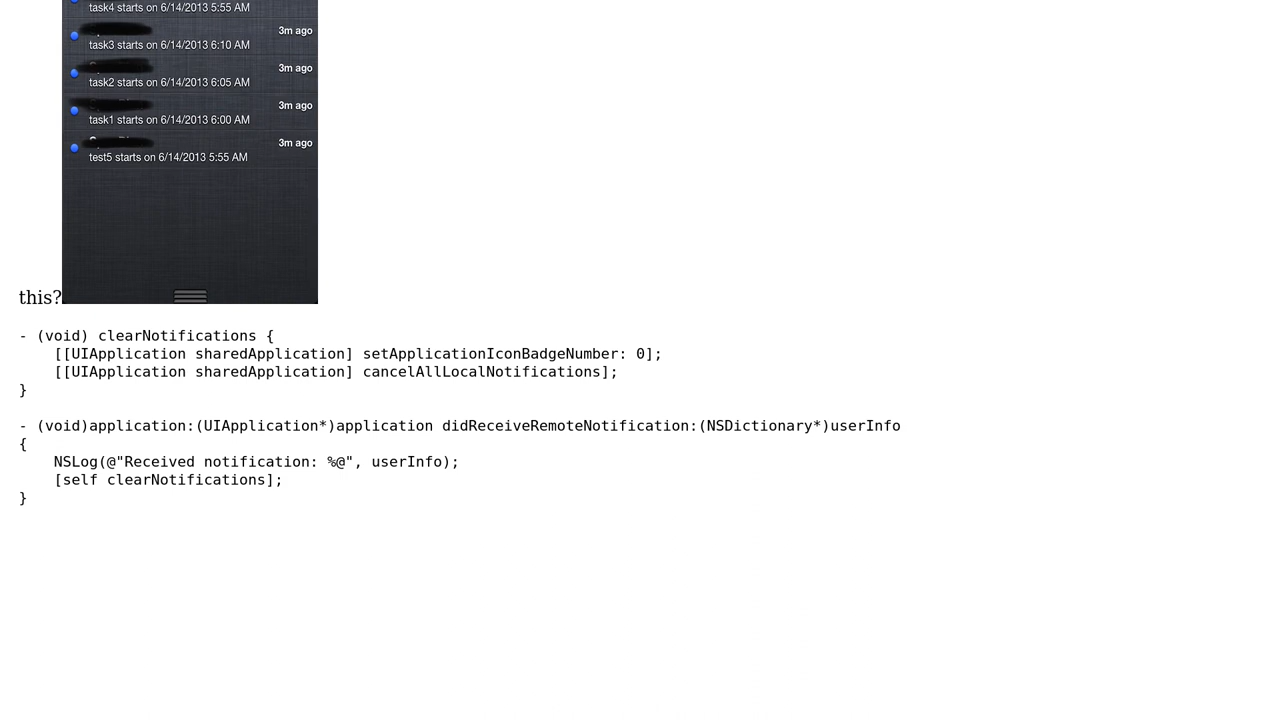 task4 starts on 6/14/2013 5:55 AM
3m ago
task3 starts on 6/14/2013 6:10 AM
3m ago
task2 starts on 6/14/2013 6:05 AM
3m ago
task1 starts on 6/14/2013 6:00 AM
3m ago
test5 starts on 6/14/2013 5:55 AM
this?
- (void) clearNotifications {
    [[UIApplication sharedApplication] setApplicationIconBadgeNumber: 0];
    [[UIApplication sharedApplication] cancelAllLocalNotifications];
}
- (void)application:(UIApplication*)application didReceiveRemoteNotification:(NSDictionary*)userInfo
{
    NSLog(@"Received notification: %@", userInfo);
    [self clearNotifications];
}